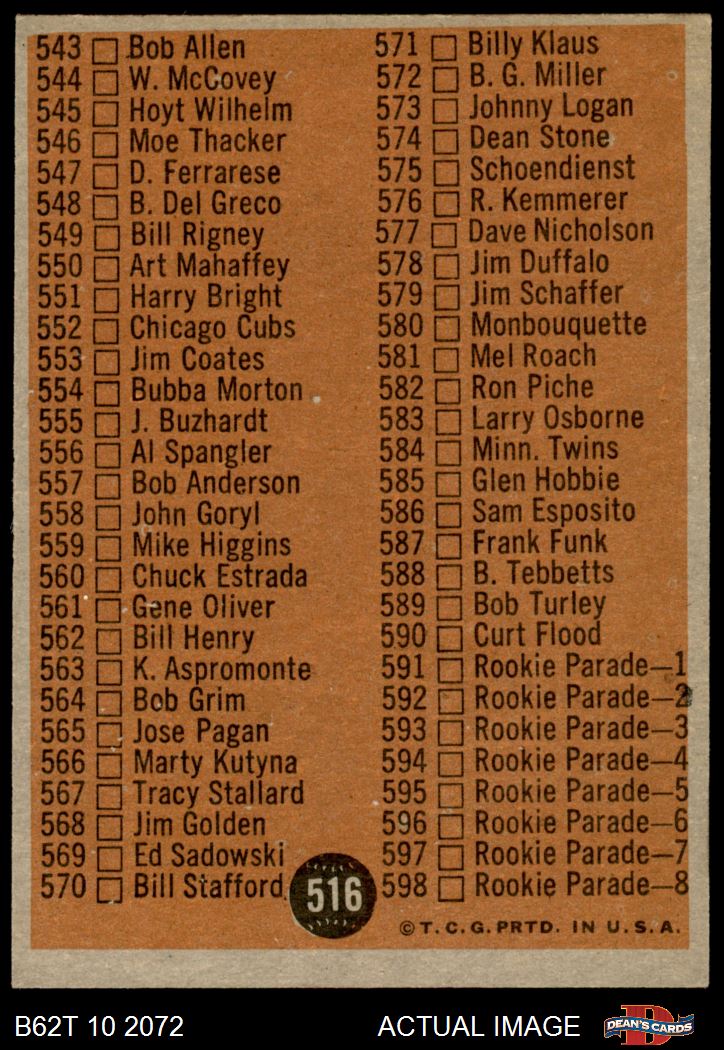 543 Bob Allen
544 W. McCovey
545 Hoyt Wilhelm
546 Moe Thacker
547 D. Ferrarese
548 B. Del Greco
549 Bill Rigney
550 Art Mahaffey
551 Harry Bright
552 Chicago Cubs
553 Jim Coates
554 Bubba Morton
555 J. Buzhardt
556 Al Spangler
557 Bob Anderson
558 John Goryl
559 Mike Higgins
560 Chuck Estrada
561 Gene Oliver
562 Bill Henry
563 K. Aspromonte
564 Bob Grim
565 Jose Pagan
566 Marty Kutyna
567 Tracy Stallard
568 Jim Golden
569 Ed Sadowski
570 Bill Stafford
571 Billy Klaus
572 B. G. Miller
573 Johnny Logan
574 Dean Stone
575 Schoendienst
576 R. Kemmerer
577 Dave Nicholson
578 Jim Duffalo
579 Jim Schaffer
580 Monbouquette
581 Mel Roach
582 Ron Piche
583 Larry Osborne
584 Minn. Twins
585 Glen Hobbie
586 Sam Esposito
587 Frank Funk
588 B. Tebbetts
589 Bob Turley
590 Curt Flood
591 Rookie Parade—1
592 Rookie Parade—2
593 Rookie Parade—3
594 Rookie Parade—4
595 Rookie Parade—5
596 Rookie Parade—6
597 Rookie Parade—7
598 Rookie Parade—8
516
© T. C. G. PRTD. IN U. S. A.
B62T 10 2072
ACTUAL IMAGE
D
DEAN'S CARDS